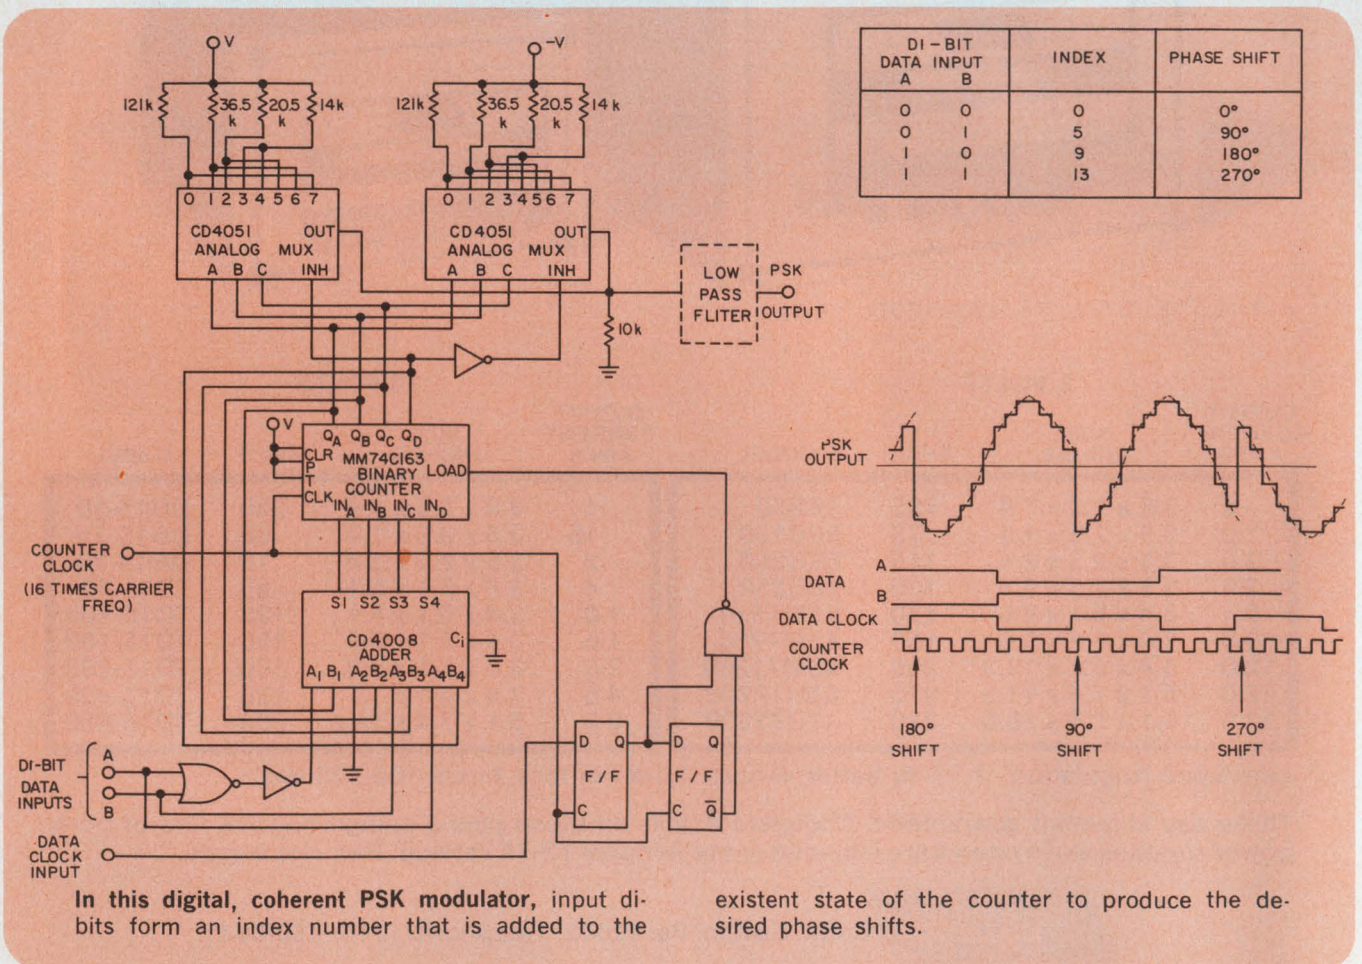 V
-V
121k
36.5
k
20.5
k
14k
121k
36.5
k
20.5
k
14k
0 1 2 3 4 5 6 7
CD4051 OUT
ANALOG MUX
A B C INH
0 1 2 3 4 5 6 7
CD4051 OUT
ANALOG MUX
A B C INH
LOW
PASS
FLITER
PSK
OUTPUT
10k
DI-BIT
DATA INPUT
A B
INDEX
PHASE SHIFT
0 0 0 0°
0 1 5 90°
1 0 9 180°
1 1 13 270°
V
QA QB QC QD
CLR
P
T
CLK
MM74C163
BINARY
COUNTER
LOAD
INA INB INC IND
COUNTER
CLOCK
(16 TIMES CARRIER
FREQ)
S1 S2 S3 S4
CD4008
ADDER
Ci
A1 B1 A2 B2 A3 B3 A4 B4
DI-BIT
DATA
INPUTS
A
B
DATA
CLOCK
INPUT
D Q
F/F
C
D Q
F/F
C Q̅
PSK
OUTPUT
DATA
A
B
DATA CLOCK
COUNTER
CLOCK
180°
SHIFT
90°
SHIFT
270°
SHIFT
In this digital, coherent PSK modulator, input di-
bits form an index number that is added to the
existent state of the counter to produce the de-
sired phase shifts.